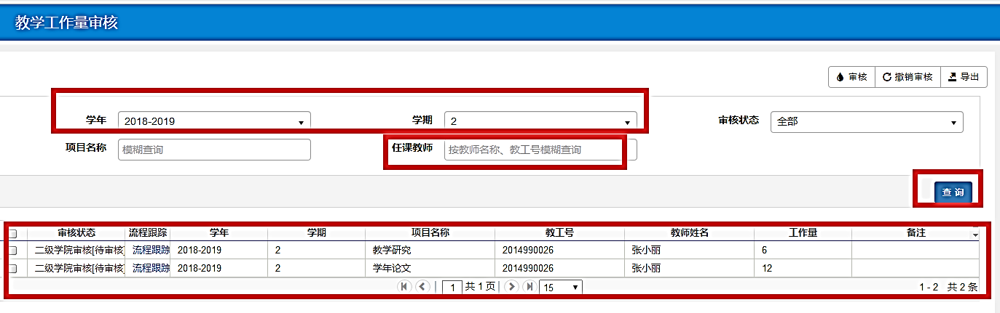 教学工作量审核
审核 撤销审核 导出
学年 2018-2019 学期 2 审核状态 全部
项目名称 模糊查询 任课教师 按教师名称、教工号模糊查询
查 询
审核状态 流程跟踪 学年 学期 项目名称 教工号 教师姓名 工作量 备注
二级学院审核[待审核] 流程跟踪 2018-2019 2 教学研究 2014990026 张小丽 6
二级学院审核[待审核] 流程跟踪 2018-2019 2 学年论文 2014990026 张小丽 12
1 共 1 页 15 1 - 2 共 2 条